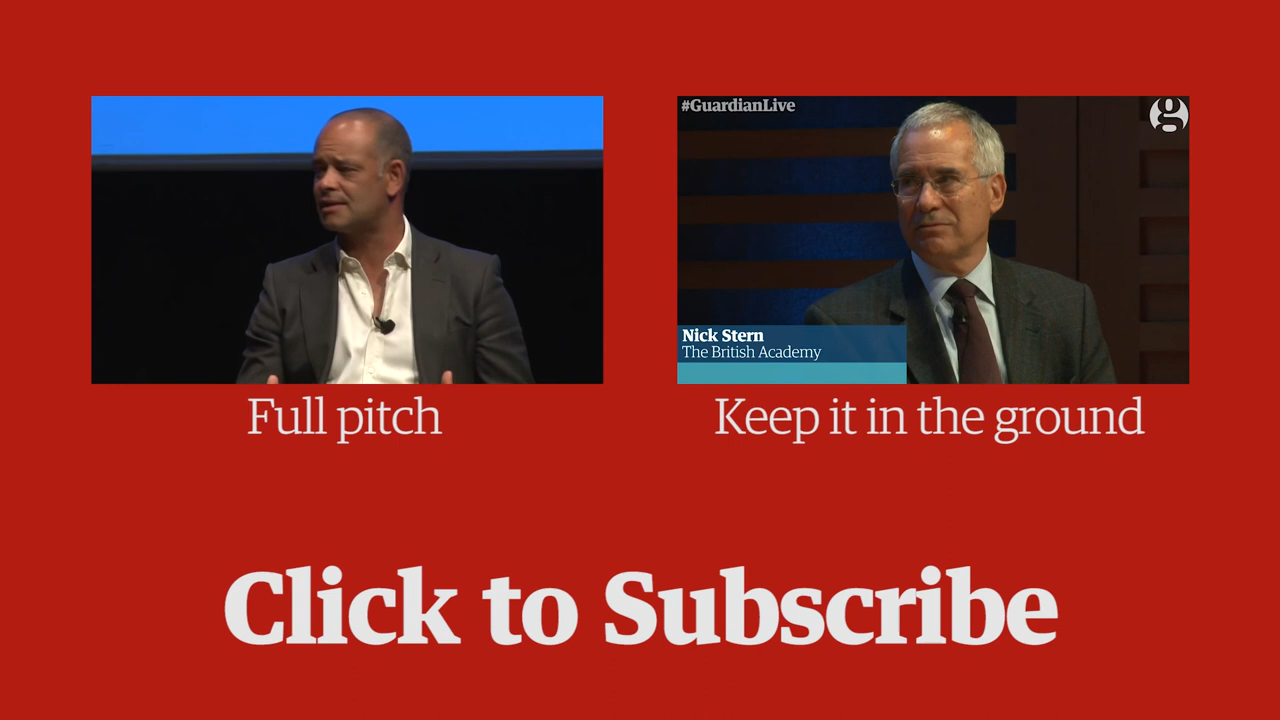 #GuardianLive
g
Nick Stern
The British Academy
Full pitch
Keep it in the ground
Click to Subscribe